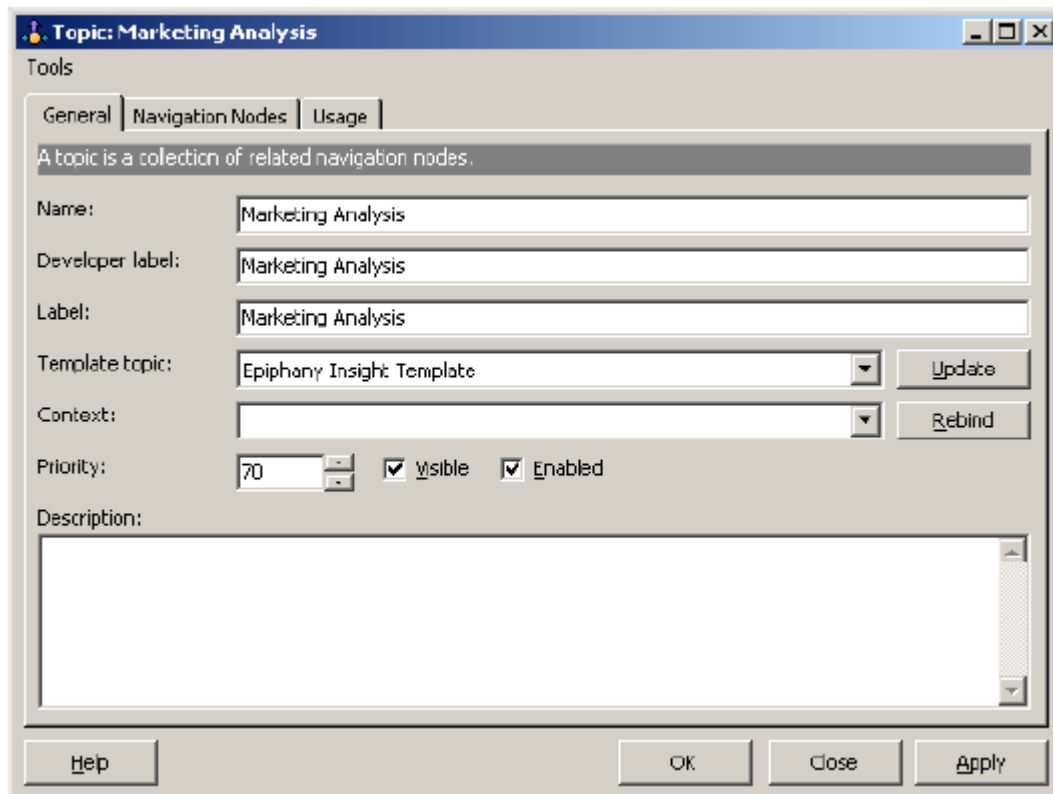 Topic: Marketing Analysis
Tools
General Navigation Nodes Usage
A topic is a collection of related navigation nodes.
Name: Marketing Analysis
Developer label: Marketing Analysis
Label: Marketing Analysis
Template topic: Epiphany Insight Template Update
Context: Rebind
Priority: 70 Visible Enabled
Description:
Help OK Close Apply